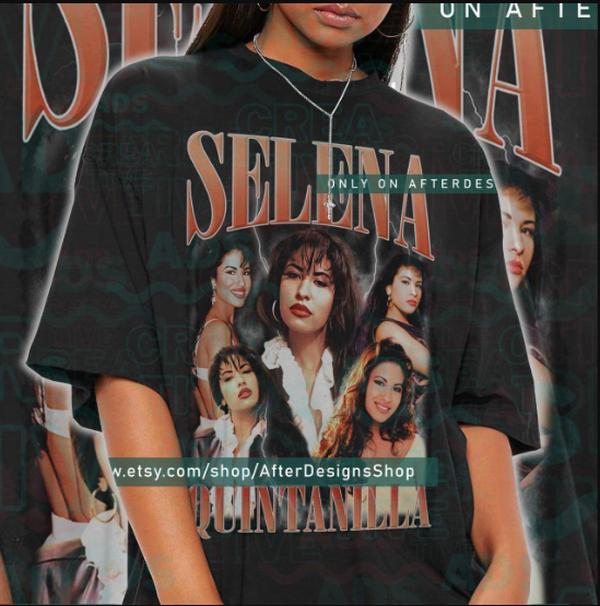 ON AFTE
SELENA
ONLY ON AFTERDES
w.etsy.com/shop/AfterDesignsShop
QUINTANILLA